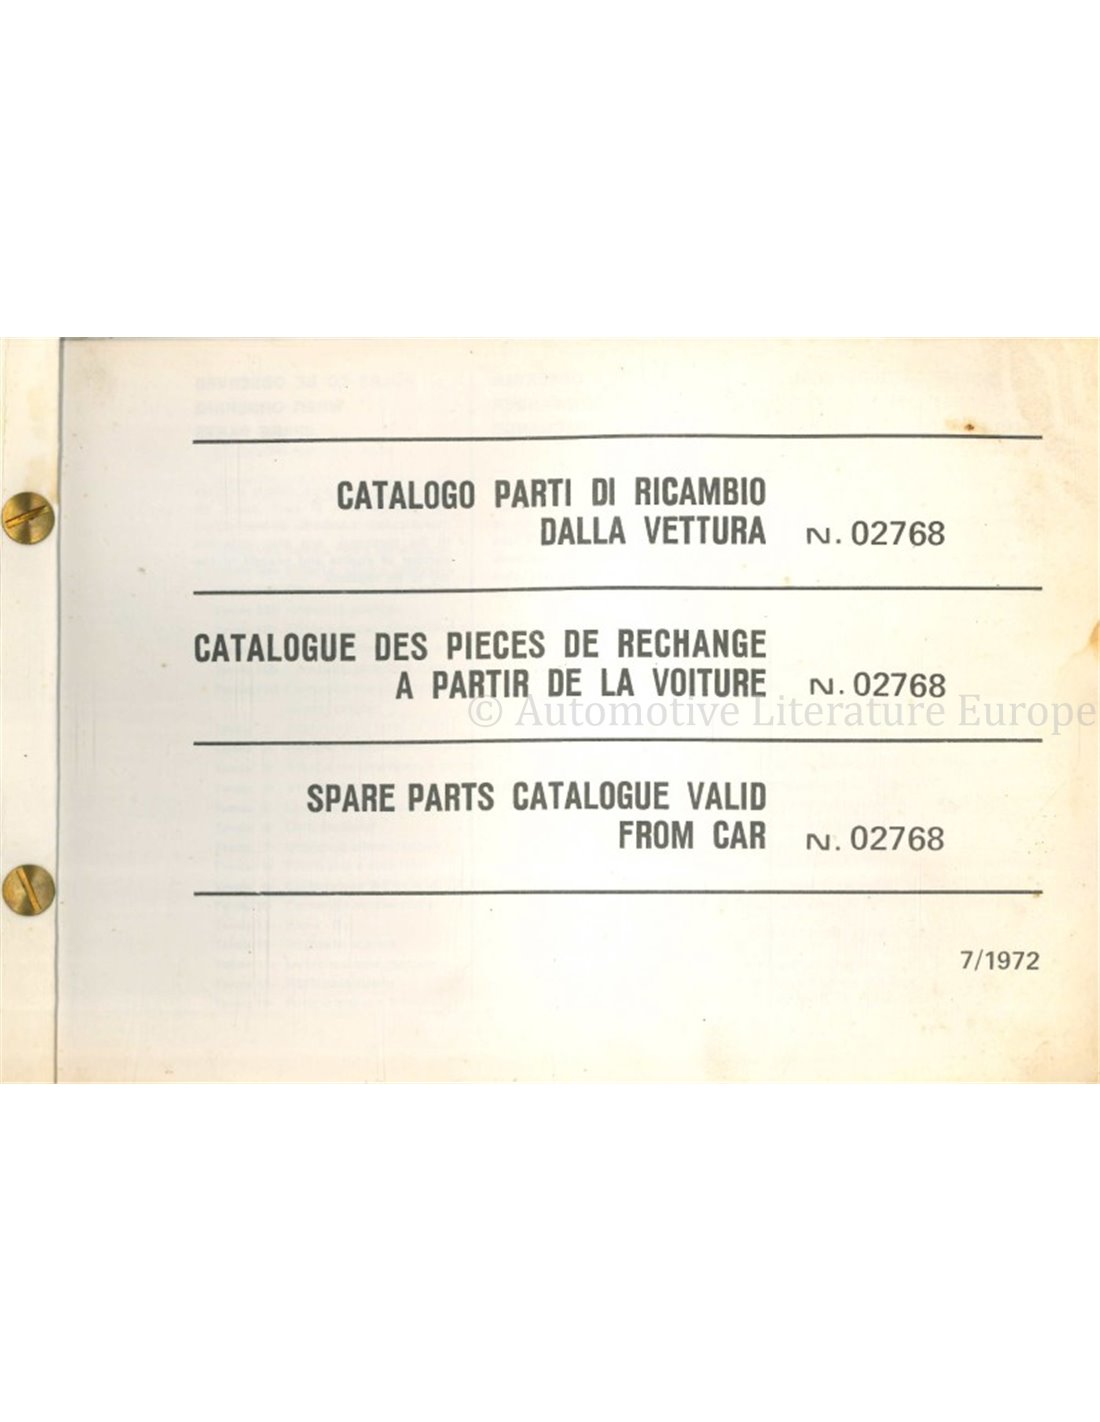 CATALOGO PARTI DI RICAMBIO
DALLA VETTURA N. 02768
CATALOGUE DES PIECES DE RECHANGE
A PARTIR DE LA VOITURE N. 02768
© Automotive Literature Europe
SPARE PARTS CATALOGUE VALID
FROM CAR N. 02768
7/1972